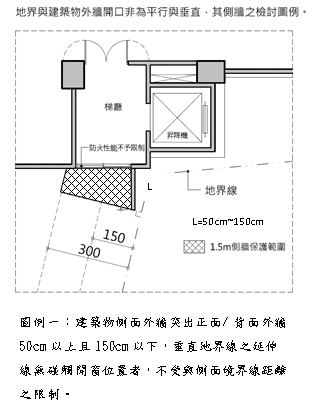 地界與建築物外牆開口非為平行與垂直，其側牆之檢討圖例。
梯廳
昇降機
防火性能不予限制
L
地界線
L=50cm~150cm
150
300
1.5m側牆保護範圍
圖例一：建築物側面外牆突出正面/背面外牆
50cm以上且150cm以下，垂直地界線之延伸
線無碰觸開窗位置者，不受與側面境界線距離
之限制。